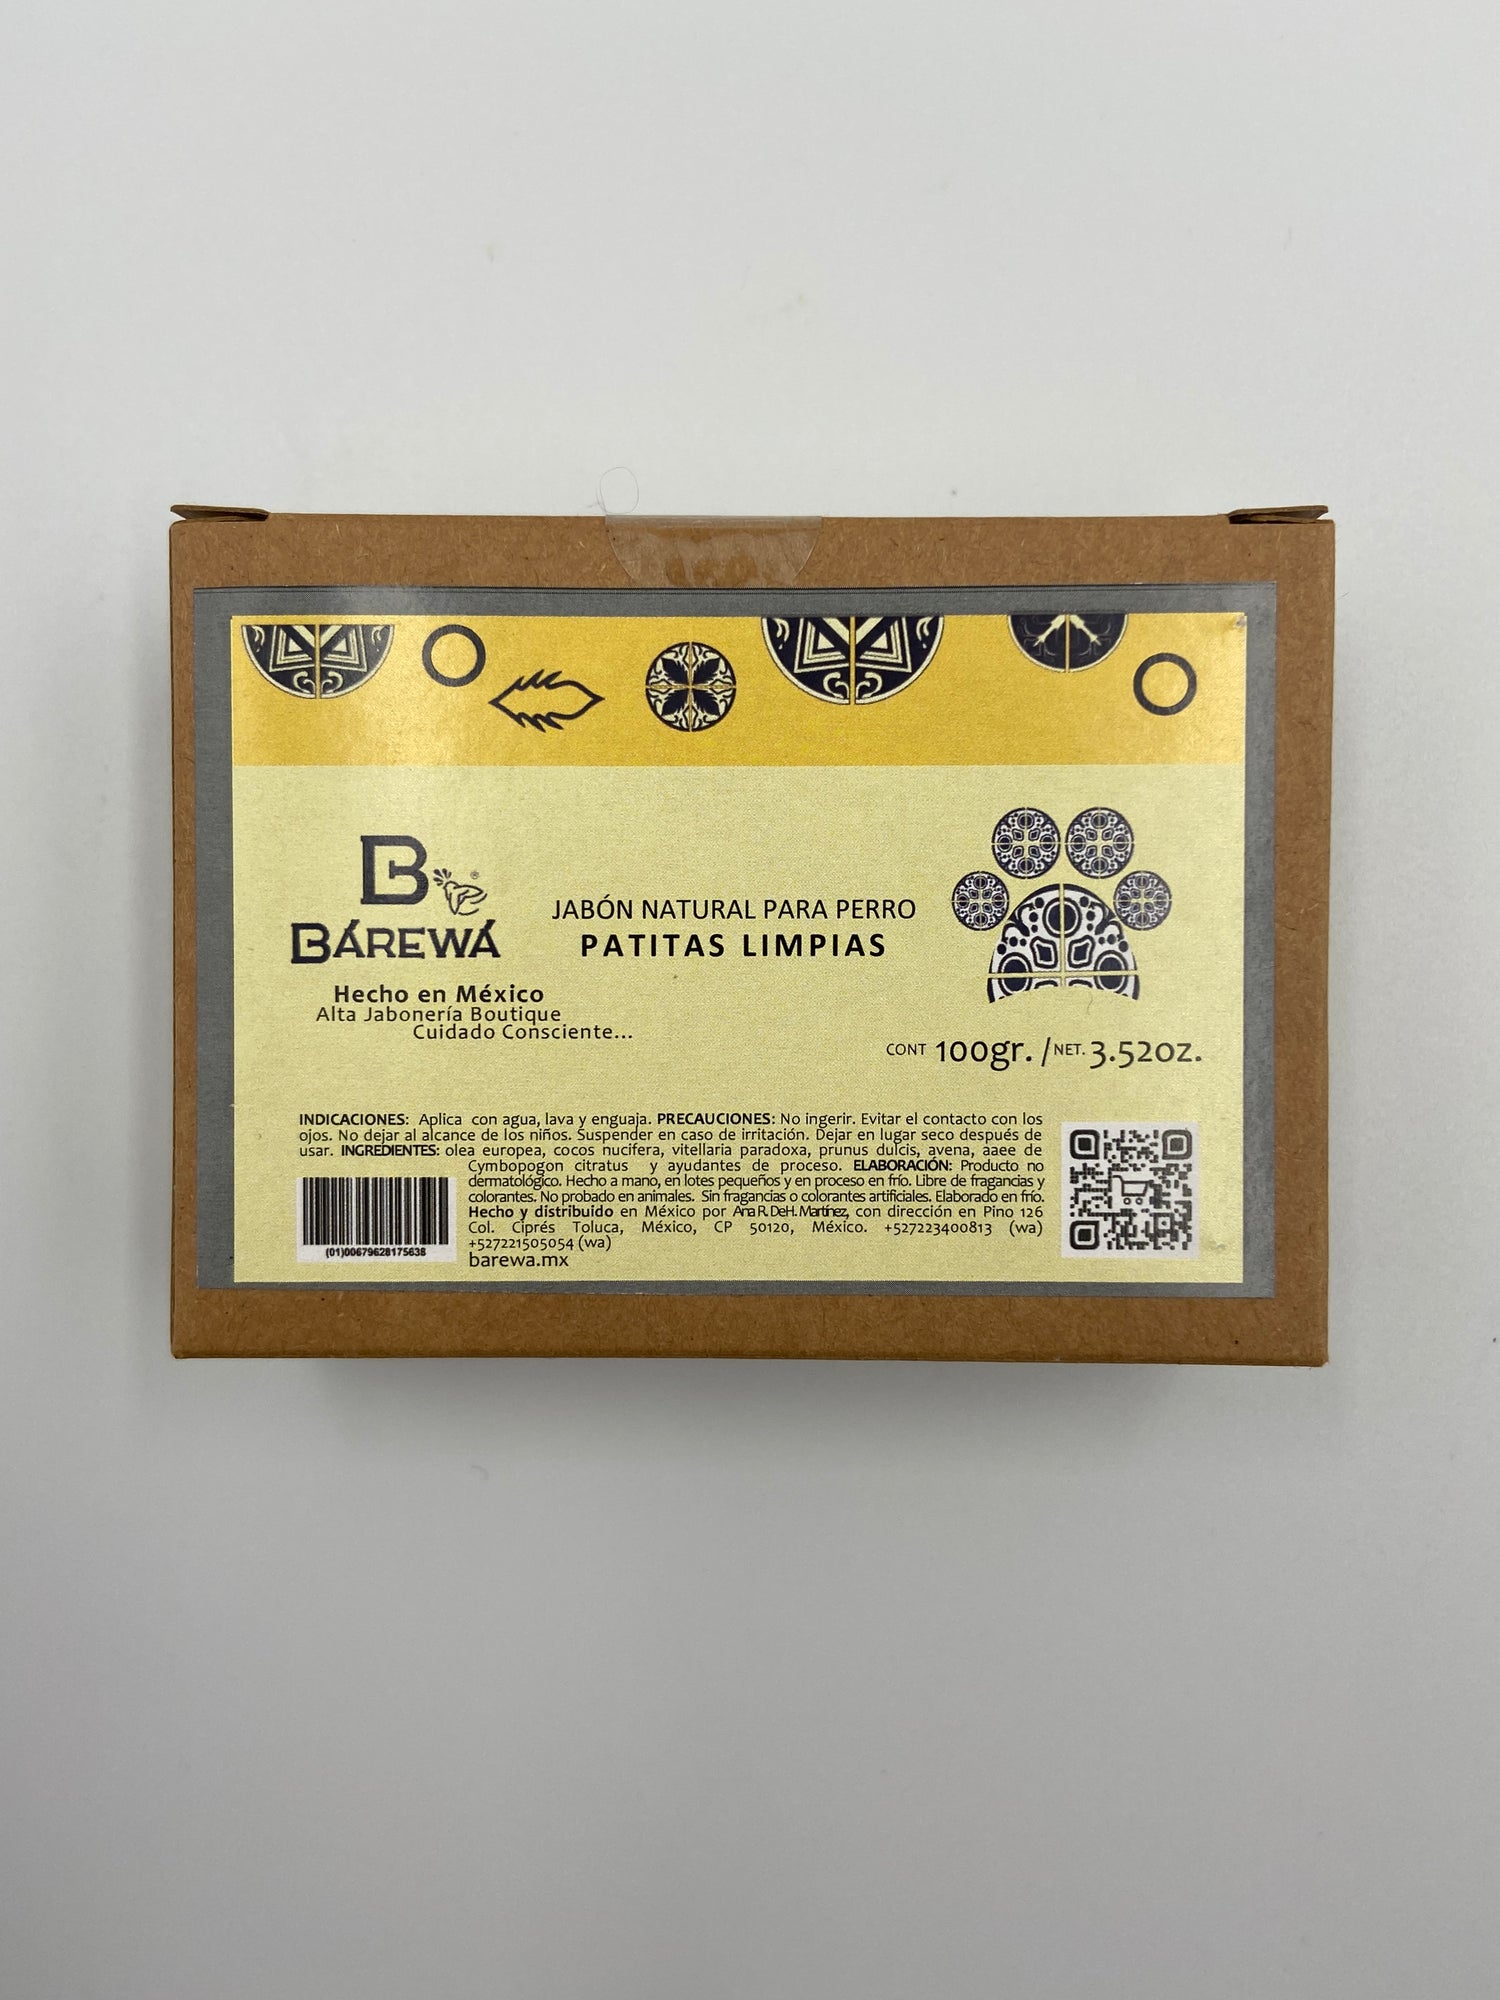 B
®
BÁREWÁ
Hecho en México
Alta Jabonería Boutique
Cuidado Consciente...
JABÓN NATURAL PARA PERRO
PATITAS LIMPIAS
CONT 100gr. /NET. 3.52oz.
INDICACIONES: Aplica con agua, lava y enguaja. PRECAUCIONES: No ingerir. Evitar el contacto con los
ojos. No dejar al alcance de los niños. Suspender en caso de irritación. Dejar en lugar seco después de
usar. INGREDIENTES: olea europea, cocos nucifera, vitellaria paradoxa, prunus dulcis, avena, aaee de
Cymbopogon citratus y ayudantes de proceso. ELABORACIÓN: Producto no
dermatológico. Hecho a mano, en lotes pequeños y en proceso en frío. Libre de fragancias y
colorantes. No probado en animales. Sin fragancias o colorantes artificiales. Elaborado en frío.
Hecho y distribuido en México por Ana R. DeH. Martínez, con dirección en Pino 126
Col. Ciprés Toluca, México, CP 50120, México. +527223400813 (wa)
+527221505054 (wa)
barewa.mx
(01)00679628175638